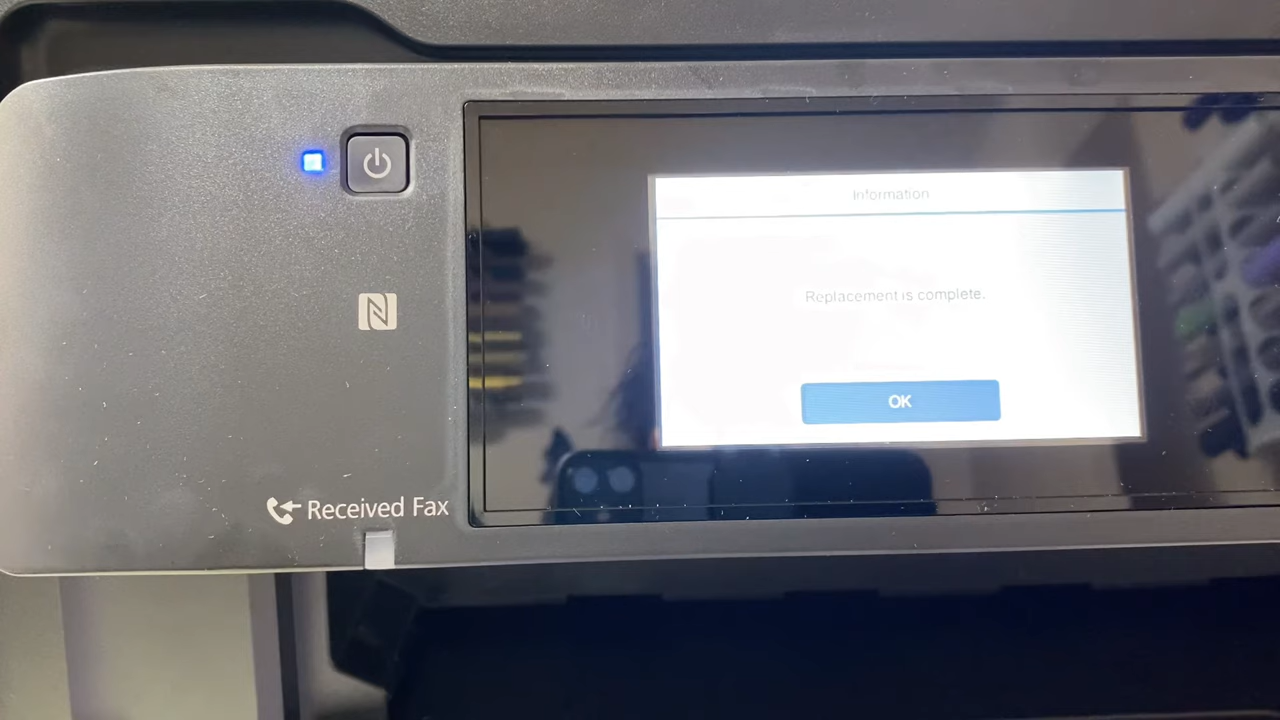 Information
Replacement is complete.
OK
Received Fax